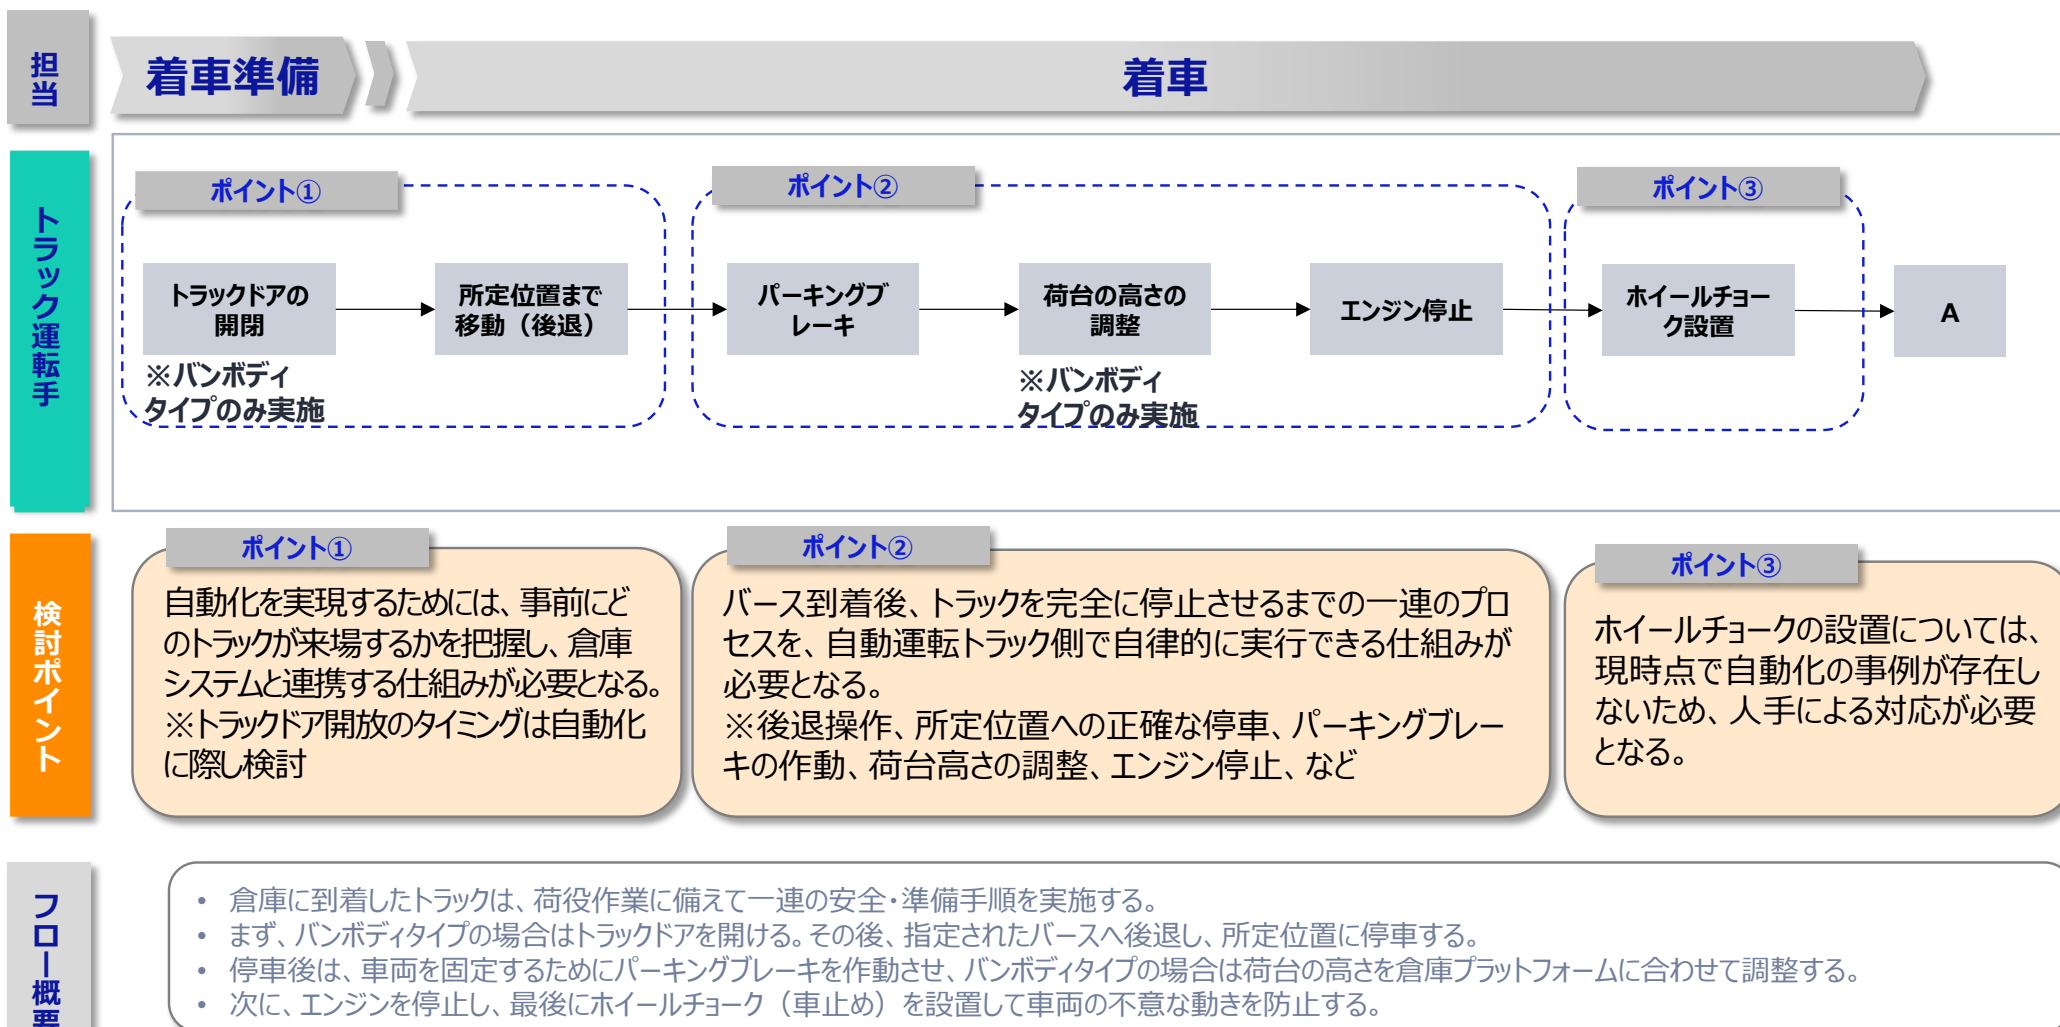 担当
着車準備
着車
トラック運転手
ポイント①
ポイント②
ポイント③
トラックドアの
開閉
所定位置まで
移動（後退）
パーキングブ
レーキ
荷台の高さの
調整
エンジン停止
ホイールチョー
ク設置
A
※バンボディ
タイプのみ実施
※バンボディ
タイプのみ実施
検討ポイント
ポイント①
自動化を実現するためには、事前にど
のトラックが来場するかを把握し、倉庫
システムと連携する仕組みが必要となる。
※トラックドア開放のタイミングは自動化
に際し検討
ポイント②
バース到着後、トラックを完全に停止させるまでの一連のプロ
セスを、自動運転トラック側で自律的に実行できる仕組みが
必要となる。
※後退操作、所定位置への正確な停車、パーキングブレー
キの作動、荷台高さの調整、エンジン停止、など
ポイント③
ホイールチョークの設置については、
現時点で自動化の事例が存在し
ないため、人手による対応が必要
となる。
フロー概要
• 倉庫に到着したトラックは、荷役作業に備えて一連の安全・準備手順を実施する。
• まず、バンボディタイプの場合はトラックドアを開ける。その後、指定されたバースへ後退し、所定位置に停車する。
• 停車後は、車両を固定するためにパーキングブレーキを作動させ、バンボディタイプの場合は荷台の高さを倉庫プラットフォームに合わせて調整する。
• 次に、エンジンを停止し、最後にホイールチョーク（車止め）を設置して車両の不意な動きを防止する。